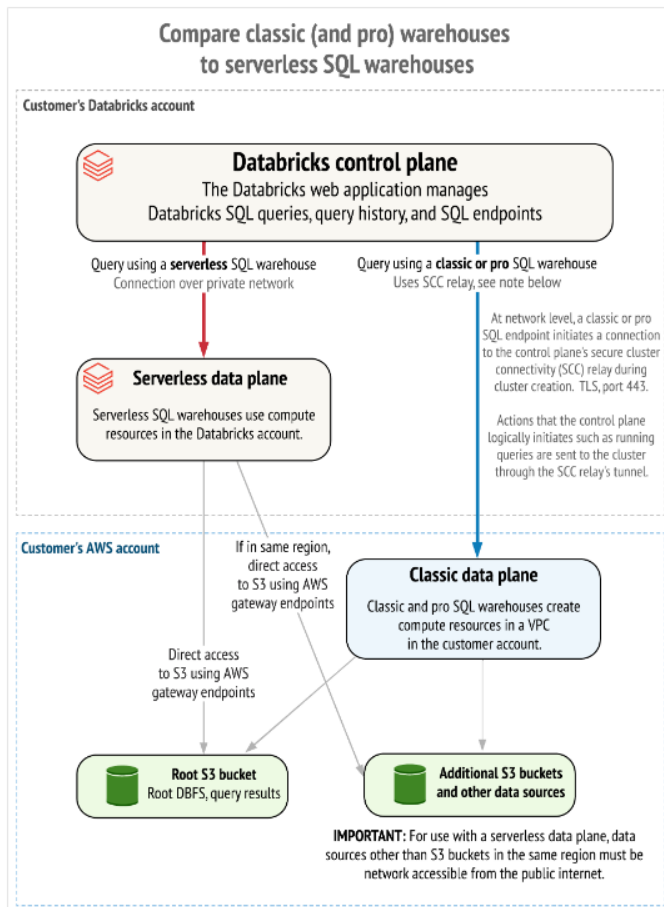 Compare classic (and pro) warehouses
to serverless SQL warehouses
Customer's Databricks account
Databricks control plane
The Databricks web application manages
Databricks SQL queries, query history, and SQL endpoints
Query using a serverless SQL warehouse
Connection over private network
Query using a classic or pro SQL warehouse
Uses SCC relay, see note below
At network level, a classic or pro
SQL endpoint initiates a connection
to the control plane's secure cluster
connectivity (SCC) relay during
cluster creation. TLS, port 443.
Actions that the control plane
logically initiates such as running
queries are sent to the cluster
through the SCC relay's tunnel.
Serverless data plane
Serverless SQL warehouses use compute
resources in the Databricks account.
Customer's AWS account
If in same region,
direct access
to S3 using AWS
gateway endpoints
Classic data plane
Classic and pro SQL warehouses create
compute resources in a VPC
in the customer account.
Direct access
to S3 using AWS
gateway endpoints
Root S3 bucket
Root DBFS, query results
Additional S3 buckets
and other data sources
IMPORTANT: For use with a serverless data plane, data
sources other than S3 buckets in the same region must be
network accessible from the public internet.